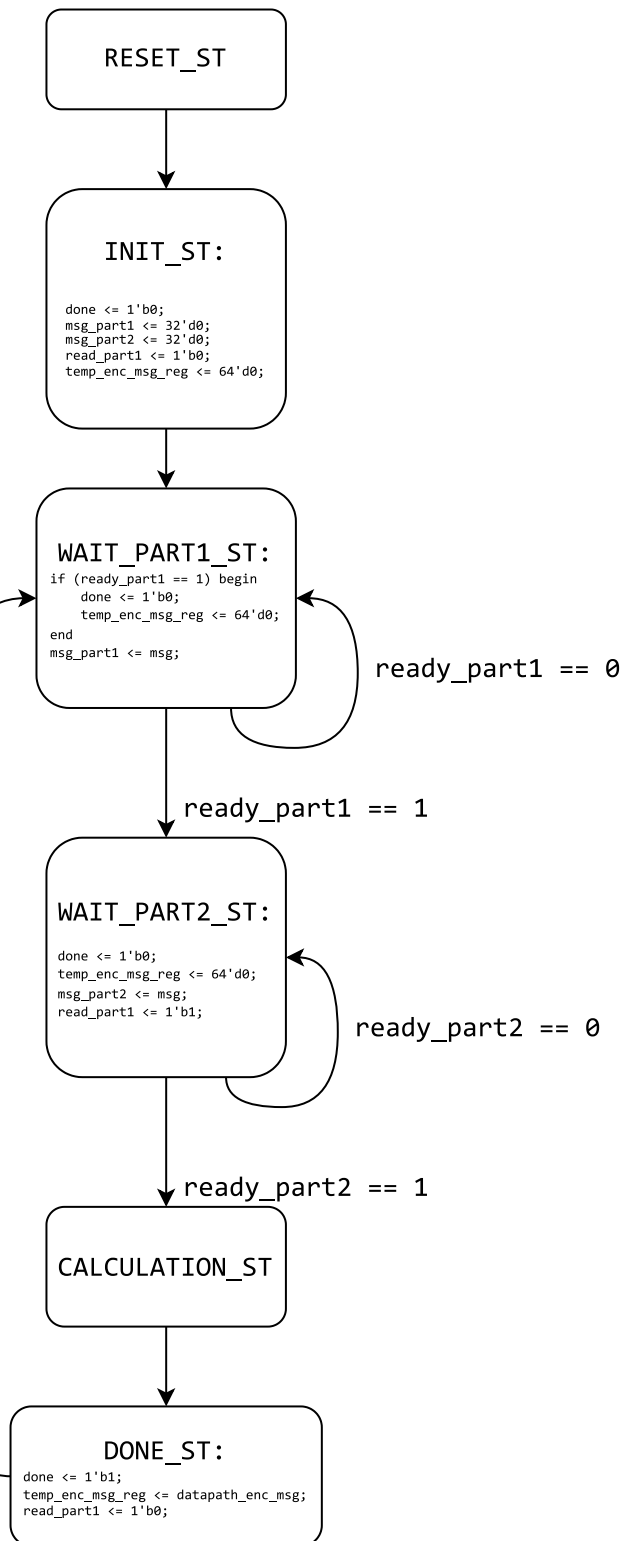 RESET_ST
INIT_ST:
done <= 1'b0;
msg_part1 <= 32'd0;
msg_part2 <= 32'd0;
read_part1 <= 1'b0;
temp_enc_msg_reg <= 64'd0;
WAIT_PART1_ST:
if (ready_part1 == 1) begin
done <= 1'b0;
temp_enc_msg_reg <= 64'd0;
end
msg_part1 <= msg;
ready_part1 == 0
ready_part1 == 1
WAIT_PART2_ST:
done <= 1'b0;
temp_enc_msg_reg <= 64'd0;
msg_part2 <= msg;
read_part1 <= 1'b1;
ready_part2 == 0
ready_part2 == 1
CALCULATION_ST
DONE_ST:
done <= 1'b1;
temp_enc_msg_reg <= datapath_enc_msg;
read_part1 <= 1'b0;